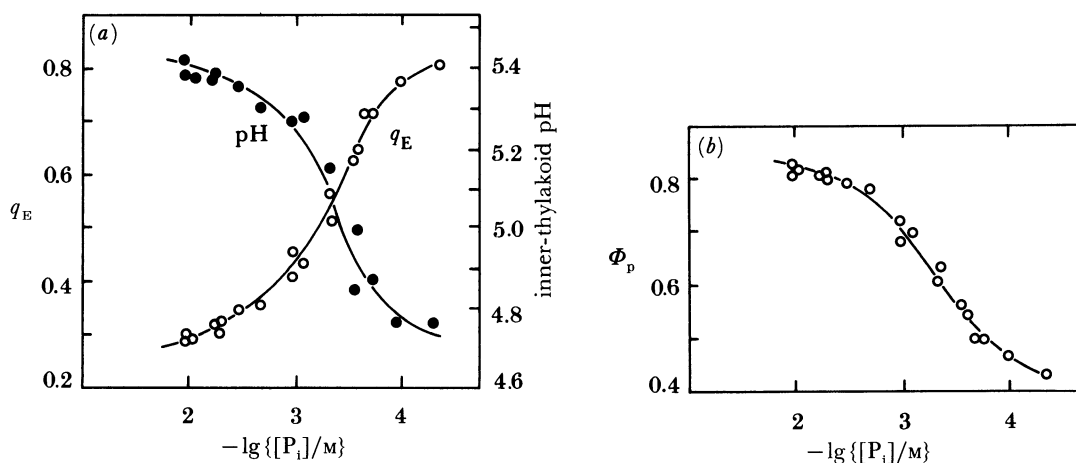 (a)
0.8
0.6
0.4
0.2
q_E
pH
q_E
5.4
5.2
5.0
4.8
4.6
inner-thylakoid pH
2 3 4
−lg{[P_i]/M}
(b)
0.8
0.6
0.4
Φ_p
2 3 4
−lg{[P_i]/M}